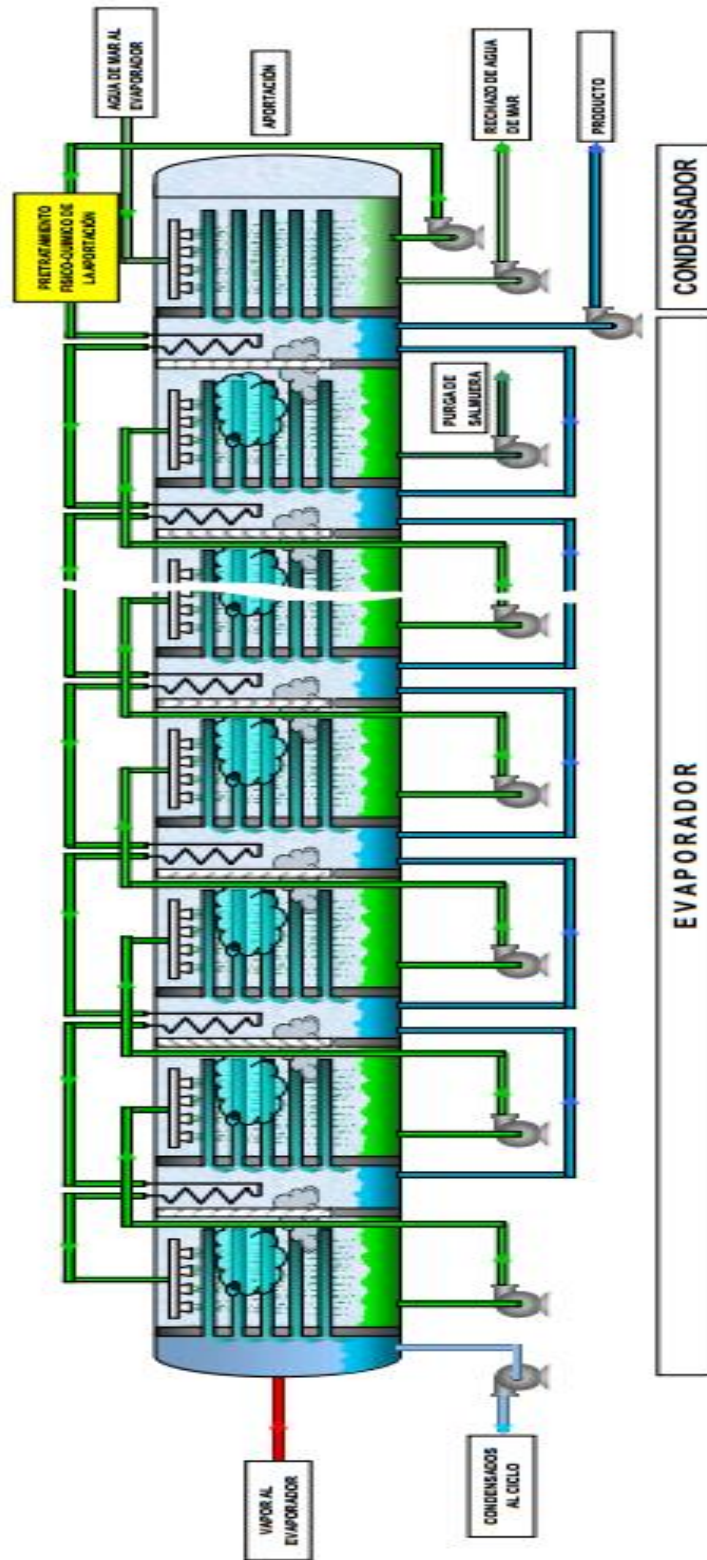 VAPOR AL
EVAPORADOR
CONDENSADOS
AL CICLO
PRETRATAMIENTO
FISICO-QUIMICO DE
LA APORTACIÓN
AGUA DE MAR AL
EVAPORADOR
APORTACIÓN
PURGA DE
SALMUERA
RECHAZO DE AGUA
DE MAR
PRODUCTO
EVAPORADOR
CONDENSADOR